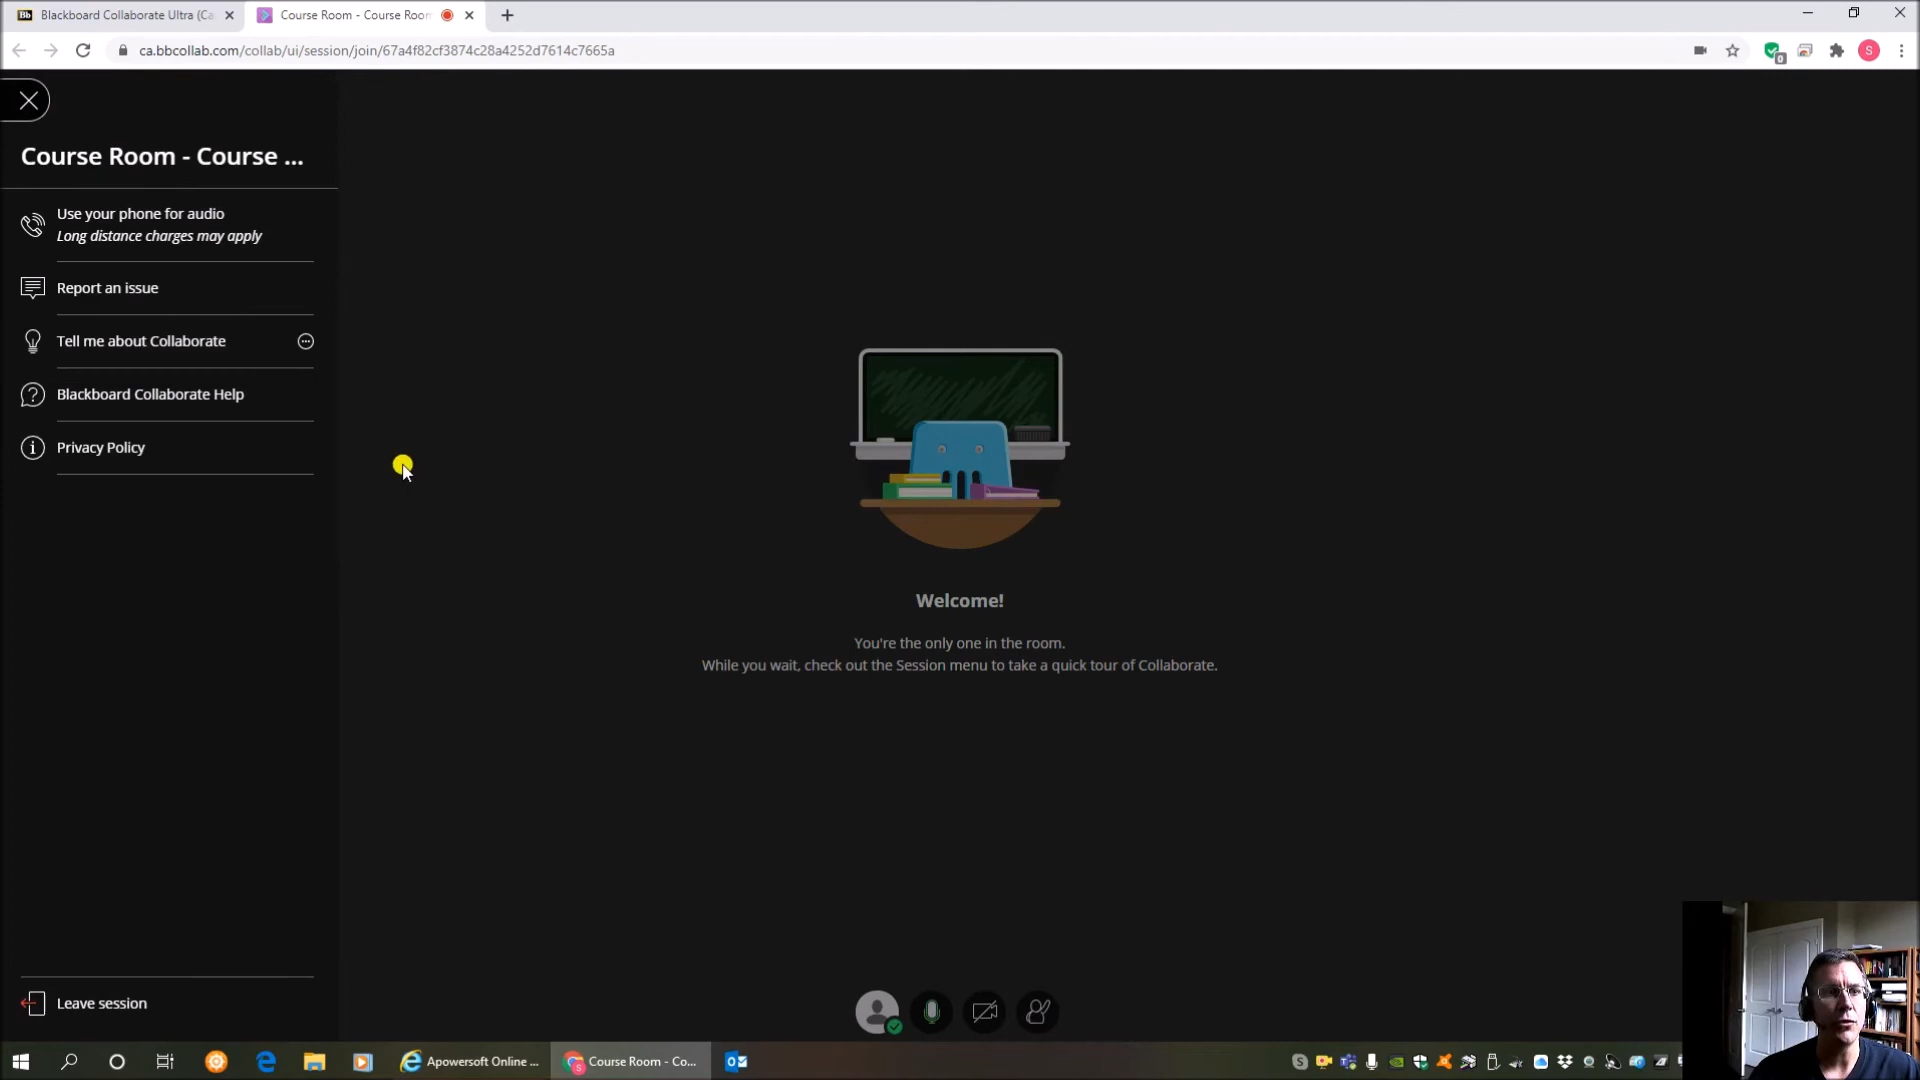 Bb Blackboard Collaborate Ultra (Ca
Course Room - Course Room
ca.bbcollab.com/collab/ui/session/join/67a4f82cf3874c28a4252d7614c7665a
0
S
Course Room - Course ...
Use your phone for audio
Long distance charges may apply
Report an issue
Tell me about Collaborate
Blackboard Collaborate Help
Privacy Policy
Welcome!
You're the only one in the room.
While you wait, check out the Session menu to take a quick tour of Collaborate.
Leave session
Apowersoft Online ...
Course Room - Co...